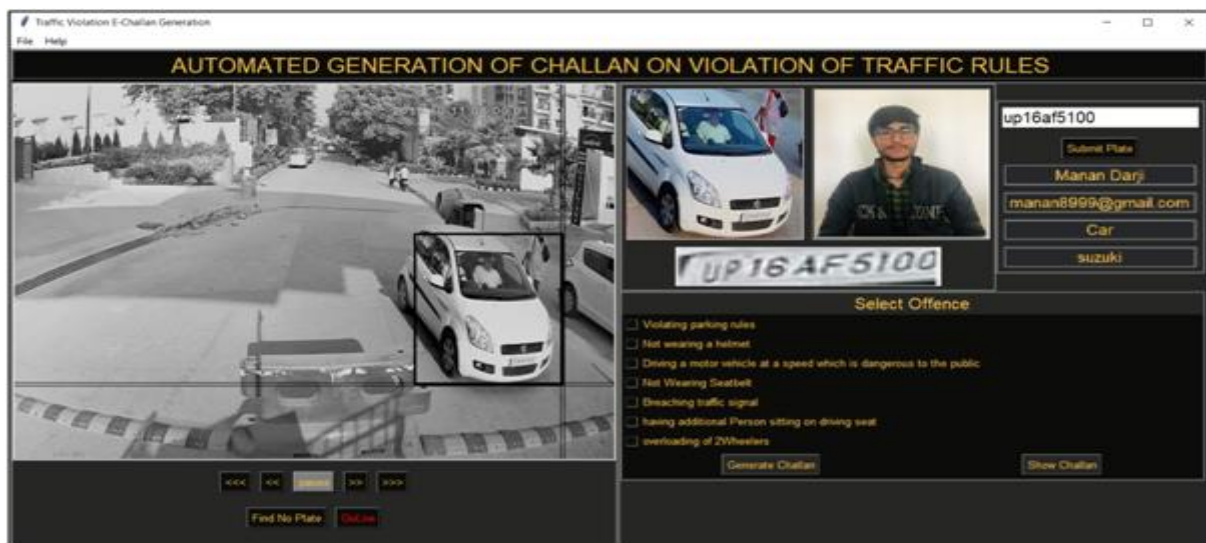 Traffic Violation E-Challan Generation
File Help
AUTOMATED GENERATION OF CHALLAN ON VIOLATION OF TRAFFIC RULES
up16af5100
Submit Plate
Manan Darji
manan8999@gmail.com
Car
suzuki
UP16AF5100
Select Offence
Violating parking rules
Not wearing a helmet
Driving a motor vehicle at a speed which is dangerous to the public
Not Wearing Seatbelt
Breaching traffic signal
having additional Person sitting on driving seat
overloading of 2Wheelers
Generate Challan Show Challan
<<< << >> >>>
Find No Plate